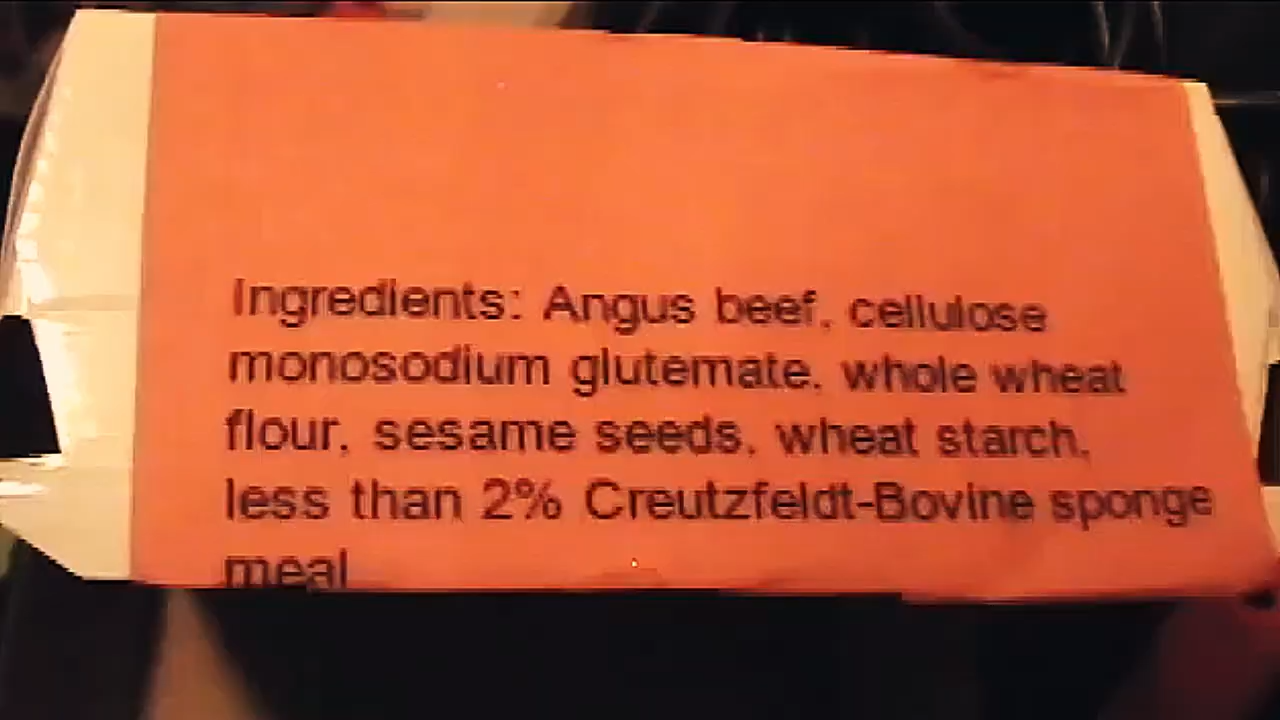 Ingredients: Angus beef, cellulose
monosodium glutemate, whole wheat
flour, sesame seeds, wheat starch,
less than 2% Creutzfeldt-Bovine sponge
meal